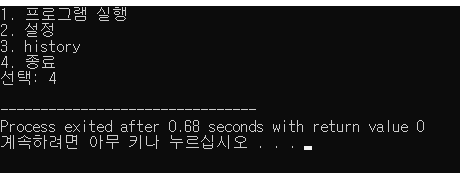 1. 프로그램 실행
2. 설정
3. history
4. 종료
선택: 4
--------------------------------
Process exited after 0.68 seconds with return value 0
계속하려면 아무 키나 누르십시오 . . .